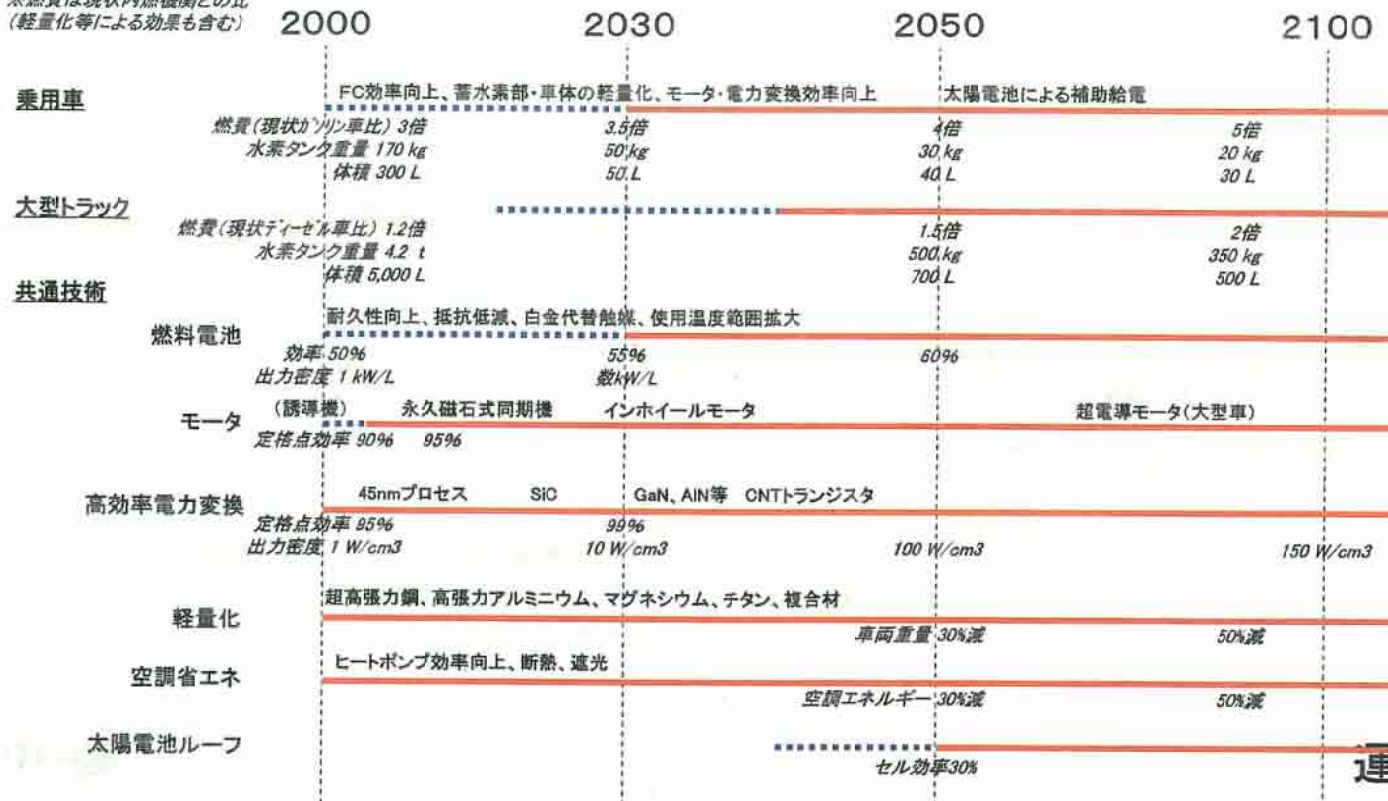 ※燃費は現状内燃機関との比
(軽量化等による効果も含む)
2000 2030 2050 2100
乗用車
FC効率向上、蓄水素部・車体の軽量化、モータ・電力変換効率向上 太陽電池による補助給電
燃費(現状ガソリン車比) 3倍 3.5倍 4倍 5倍
水素タンク重量 170 kg 50 kg 30 kg 20 kg
体積 300 L 50 L 40 L 30 L
大型トラック
燃費(現状ディーゼル車比) 1.2倍 1.5倍 2倍
水素タンク重量 4.2 t 500 kg 350 kg
体積 5,000 L 700 L 500 L
共通技術
燃料電池
耐久性向上、抵抗低減、白金代替触媒、使用温度範囲拡大
効率 50% 55% 60%
出力密度 1 kW/L 数kW/L
モータ
(誘導機) 永久磁石式同期機 インホイールモータ 超電導モータ(大型車)
定格点効率 90% 95%
高効率電力変換
45nmプロセス SiC GaN、AlN等 CNTトランジスタ
定格点効率 95% 99%
出力密度 1 W/cm3 10 W/cm3 100 W/cm3 150 W/cm3
軽量化
超高張力鋼、高張力アルミニウム、マグネシウム、チタン、複合材
車両重量 30%減 50%減
空調省エネ
ヒートポンプ効率向上、断熱、遮光
空調エネルギー 30%減 50%減
太陽電池ルーフ
セル効率30%
運